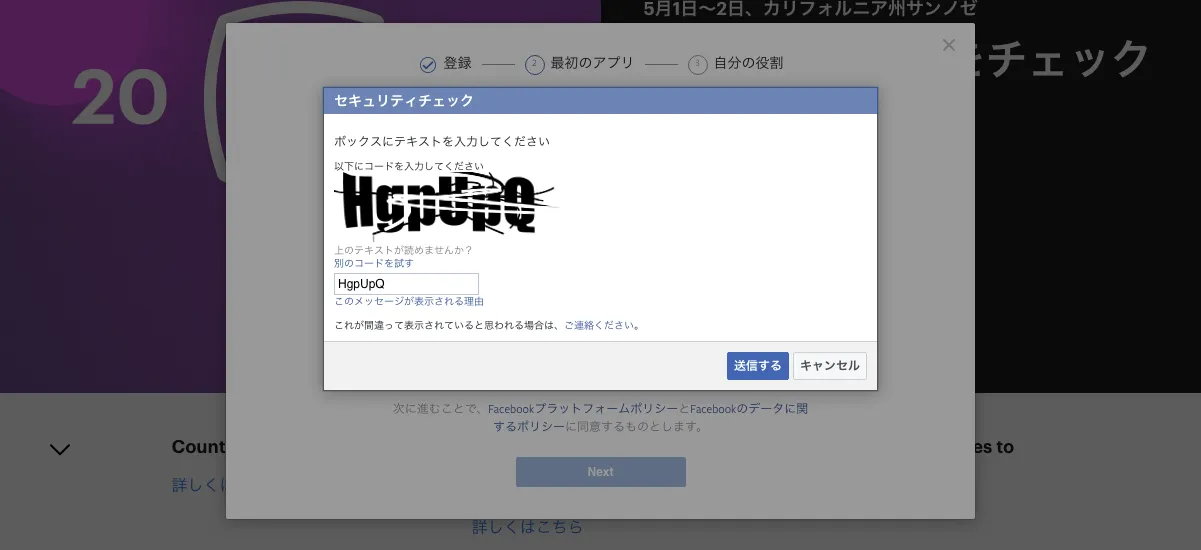 5月1日〜2日、カリフォルニア州サンノゼ
20
をチェック
登録
2 最初のアプリ
3 自分の役割
セキュリティチェック
ボックスにテキストを入力してください
以下にコードを入力してください
HgpUpQ
上のテキストが読めませんか？
別のコードを試す
HgpUpQ
このメッセージが表示される理由
これが間違って表示されていると思われる場合は、ご連絡ください。
送信する キャンセル
次に進むことで、FacebookプラットフォームポリシーとFacebookのデータに関
するポリシーに同意するものとします。
Count
es to
Next
詳しくは
詳しくはこちら